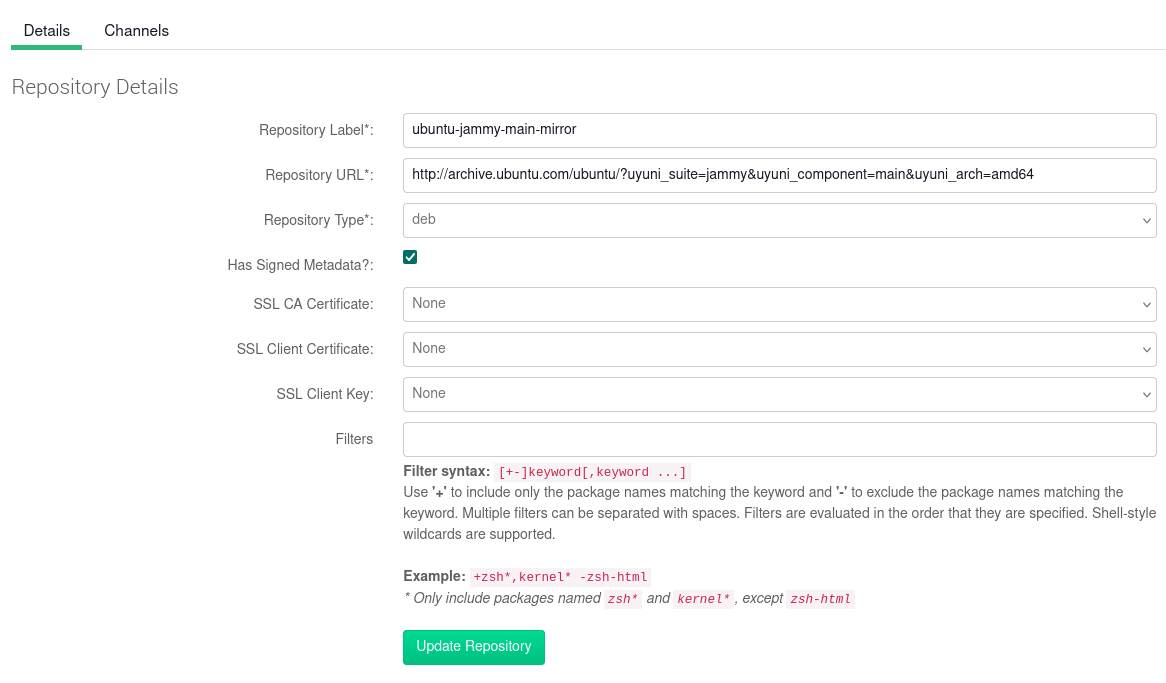 Details Channels
Repository Details
Repository Label*: ubuntu-jammy-main-mirror
Repository URL*: http://archive.ubuntu.com/ubuntu/?uyuni_suite=jammy&uyuni_component=main&uyuni_arch=amd64
Repository Type*: deb
Has Signed Metadata?:
SSL CA Certificate: None
SSL Client Certificate: None
SSL Client Key: None
Filters
Filter syntax: [+-]keyword[,keyword ...]
Use '+' to include only the package names matching the keyword and '-' to exclude the package names matching the
keyword. Multiple filters can be separated with spaces. Filters are evaluated in the order that they are specified. Shell-style
wildcards are supported.
Example: +zsh*,kernel* -zsh-html
* Only include packages named zsh* and kernel*, except zsh-html
Update Repository